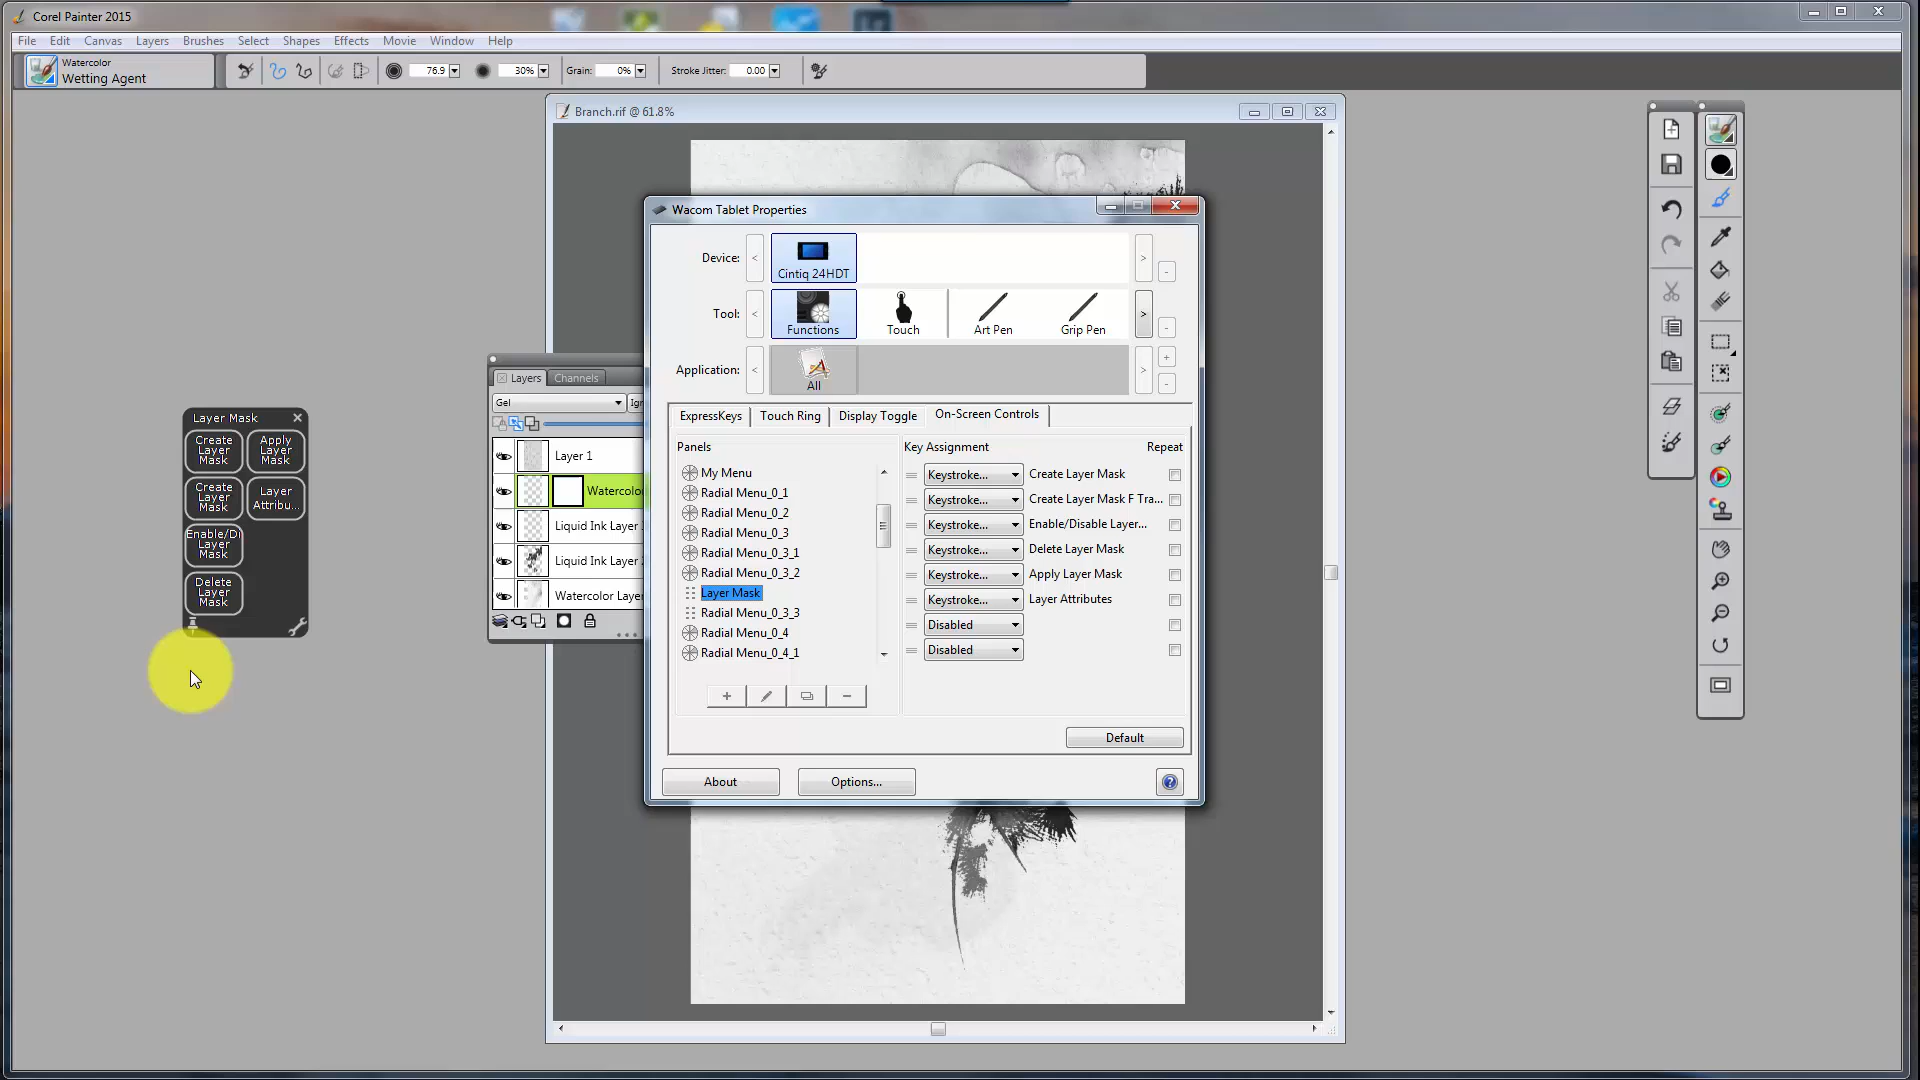 Corel Painter 2015
File Edit Canvas Layers Brushes Select Shapes Effects Movie Window Help
Watercolor
Wetting Agent
76.9
30%
Grain: 0%
Stroke Jitter: 0.00
Branch.rif @ 61.8%
Wacom Tablet Properties
Device: < Cintiq 24HDT > -
Tool: < Functions Touch Art Pen Grip Pen > -
Application: < All > + -
ExpressKeys Touch Ring Display Toggle On-Screen Controls
Panels
My Menu
Radial Menu_0_1
Radial Menu_0_2
Radial Menu_0_3
Radial Menu_0_3_1
Radial Menu_0_3_2
Layer Mask
Radial Menu_0_3_3
Radial Menu_0_4
Radial Menu_0_4_1
Key Assignment Repeat
Keystroke... Create Layer Mask
Keystroke... Create Layer Mask F Tra...
Keystroke... Enable/Disable Layer...
Keystroke... Delete Layer Mask
Keystroke... Apply Layer Mask
Keystroke... Layer Attributes
Disabled
Disabled
Default
About Options...
Layers Channels
Gel
Ign
Layer 1
Watercolo
Liquid Ink Layer
Liquid Ink Layer
Watercolor Laye
Layer Mask
Create
Layer
Mask
Apply
Layer
Mask
Create
Layer
Mask
Layer
Attribu...
Enable/Di
Layer
Mask
Delete
Layer
Mask